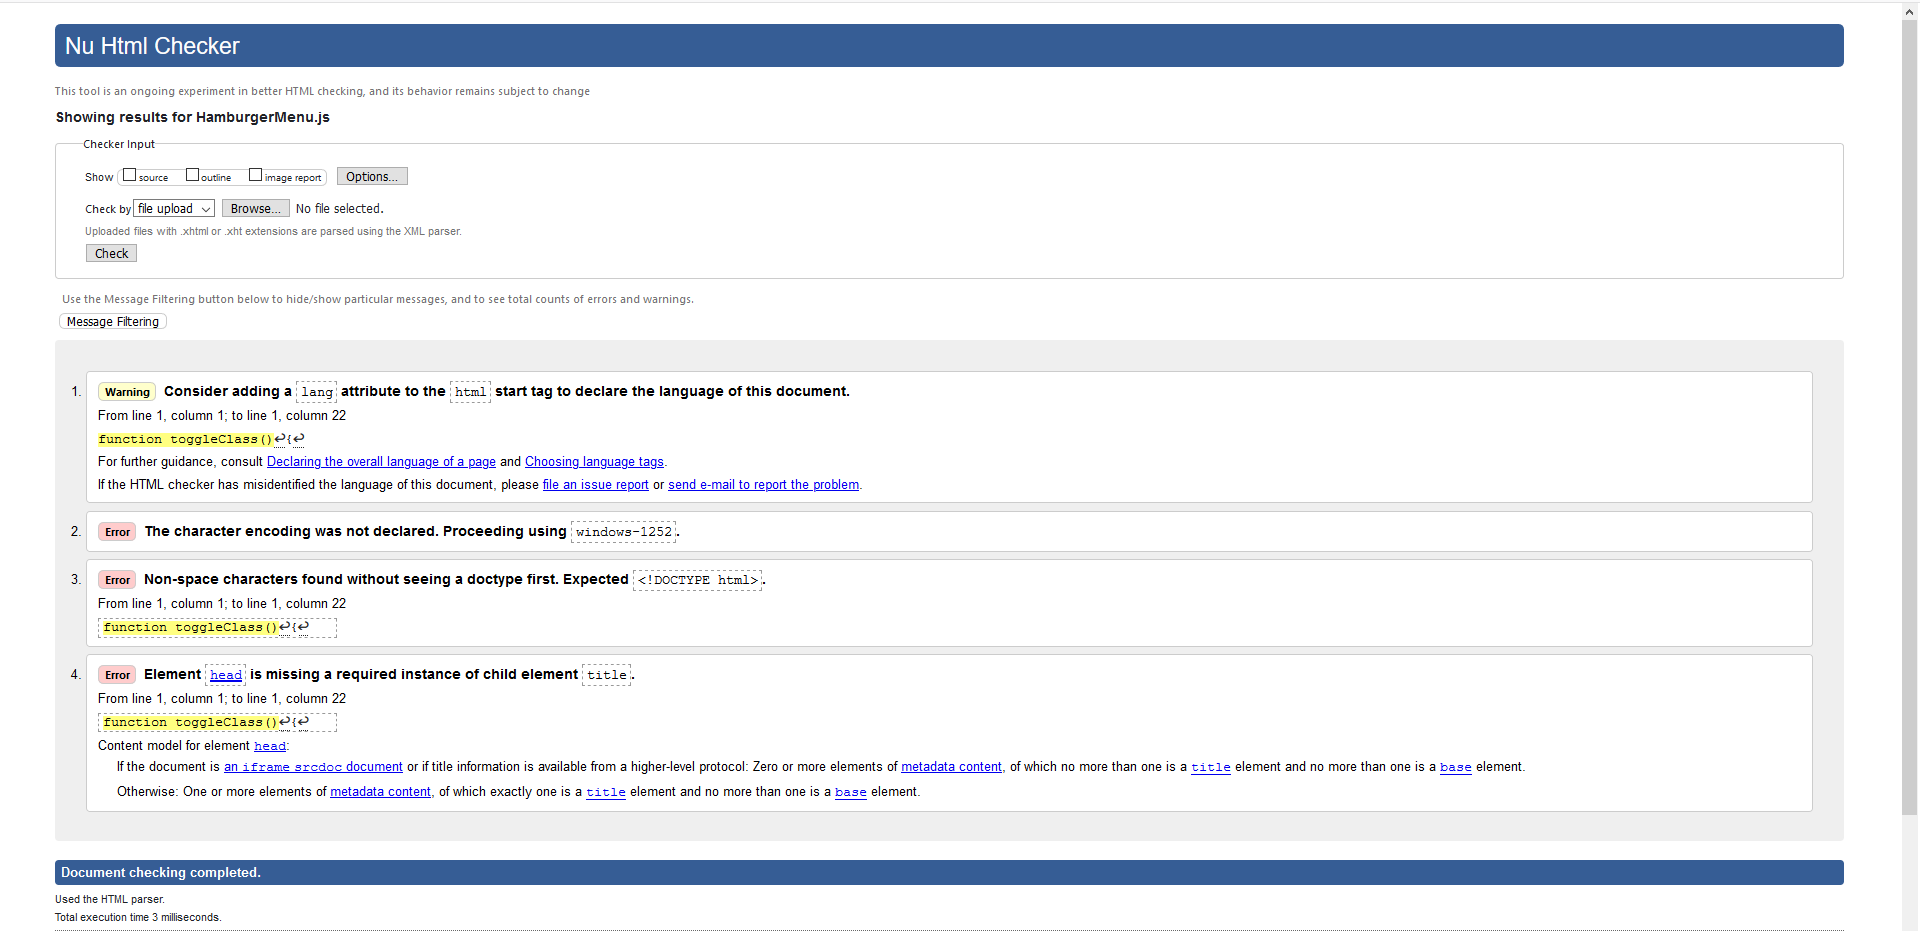 Nu Html Checker
This tool is an ongoing experiment in better HTML checking, and its behavior remains subject to change
Showing results for HamburgerMenu.js
Checker Input
Show source outline image report Options...
Check by file upload Browse... No file selected.
Uploaded files with .xhtml or .xht extensions are parsed using the XML parser.
Check
Use the Message Filtering button below to hide/show particular messages, and to see total counts of errors and warnings.
Message Filtering
1. Warning Consider adding a lang attribute to the html start tag to declare the language of this document.
From line 1, column 1; to line 1, column 22
function toggleClass()↩{↩
For further guidance, consult Declaring the overall language of a page and Choosing language tags.
If the HTML checker has misidentified the language of this document, please file an issue report or send e-mail to report the problem.
2. Error The character encoding was not declared. Proceeding using windows-1252.
3. Error Non-space characters found without seeing a doctype first. Expected <!DOCTYPE html>.
From line 1, column 1; to line 1, column 22
function toggleClass()↩{↩
4. Error Element head is missing a required instance of child element title.
From line 1, column 1; to line 1, column 22
function toggleClass()↩{↩
Content model for element head:
If the document is an iframe srcdoc document or if title information is available from a higher-level protocol: Zero or more elements of metadata content, of which no more than one is a title element and no more than one is a base element.
Otherwise: One or more elements of metadata content, of which exactly one is a title element and no more than one is a base element.
Document checking completed.
Used the HTML parser.
Total execution time 3 milliseconds.